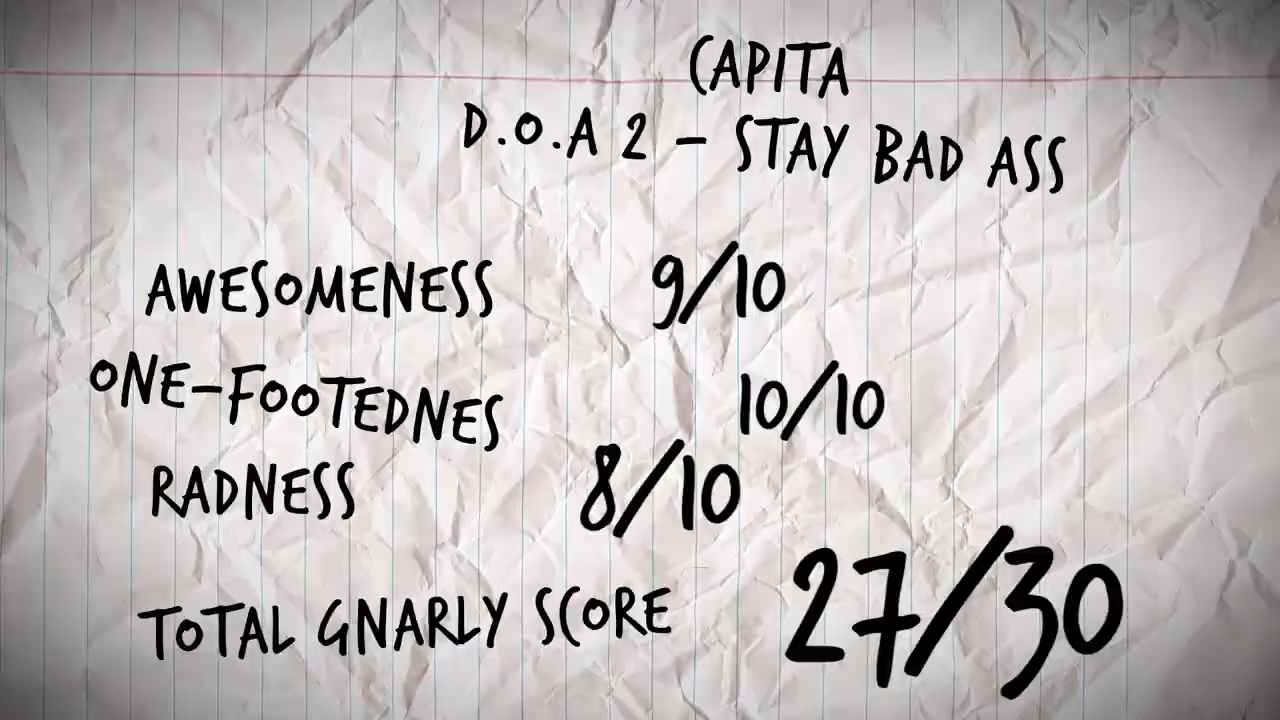 CAPITA
D.O.A 2 – STAY BAD ASS
AWESOMENESS 9/10
ONE-FOOTEDNES 10/10
RADNESS 8/10
TOTAL GNARLY SCORE 27/30